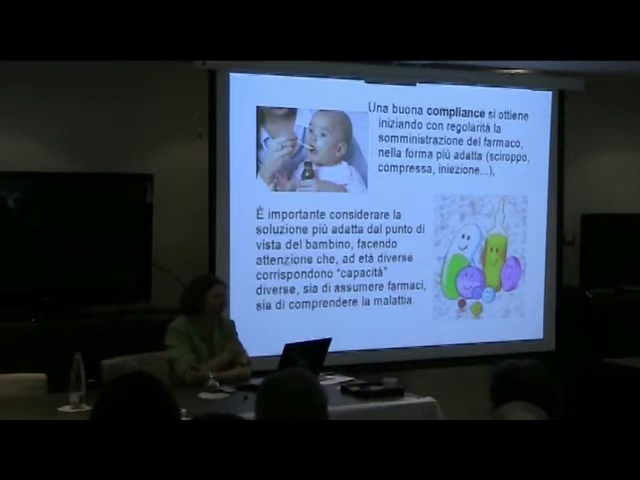 Una buona compliance si ottiene
iniziando con regolarità la
somministrazione del farmaco,
nella forma più adatta (sciroppo,
compressa, iniezione...).
È importante considerare la
soluzione più adatta dal punto di
vista del bambino, facendo
attenzione che, ad età diverse
corrispondono “capacità”
diverse, sia di assumere farmaci,
sia di comprendere la malattia.